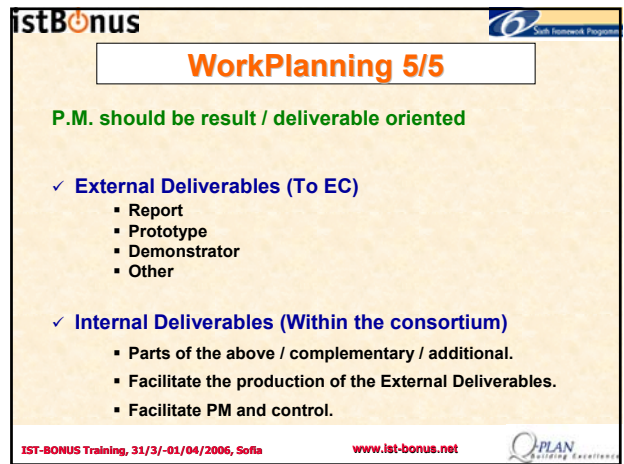 istBonus
Sixth Framework Programm
WorkPlanning 5/5
P.M. should be result / deliverable oriented
✓ External Deliverables (To EC)
▪ Report
▪ Prototype
▪ Demonstrator
▪ Other
✓ Internal Deliverables (Within the consortium)
▪ Parts of the above / complementary / additional.
▪ Facilitate the production of the External Deliverables.
▪ Facilitate PM and control.
IST-BONUS Training, 31/3/-01/04/2006, Sofia
www.ist-bonus.net
Q-PLAN
Building Excellence